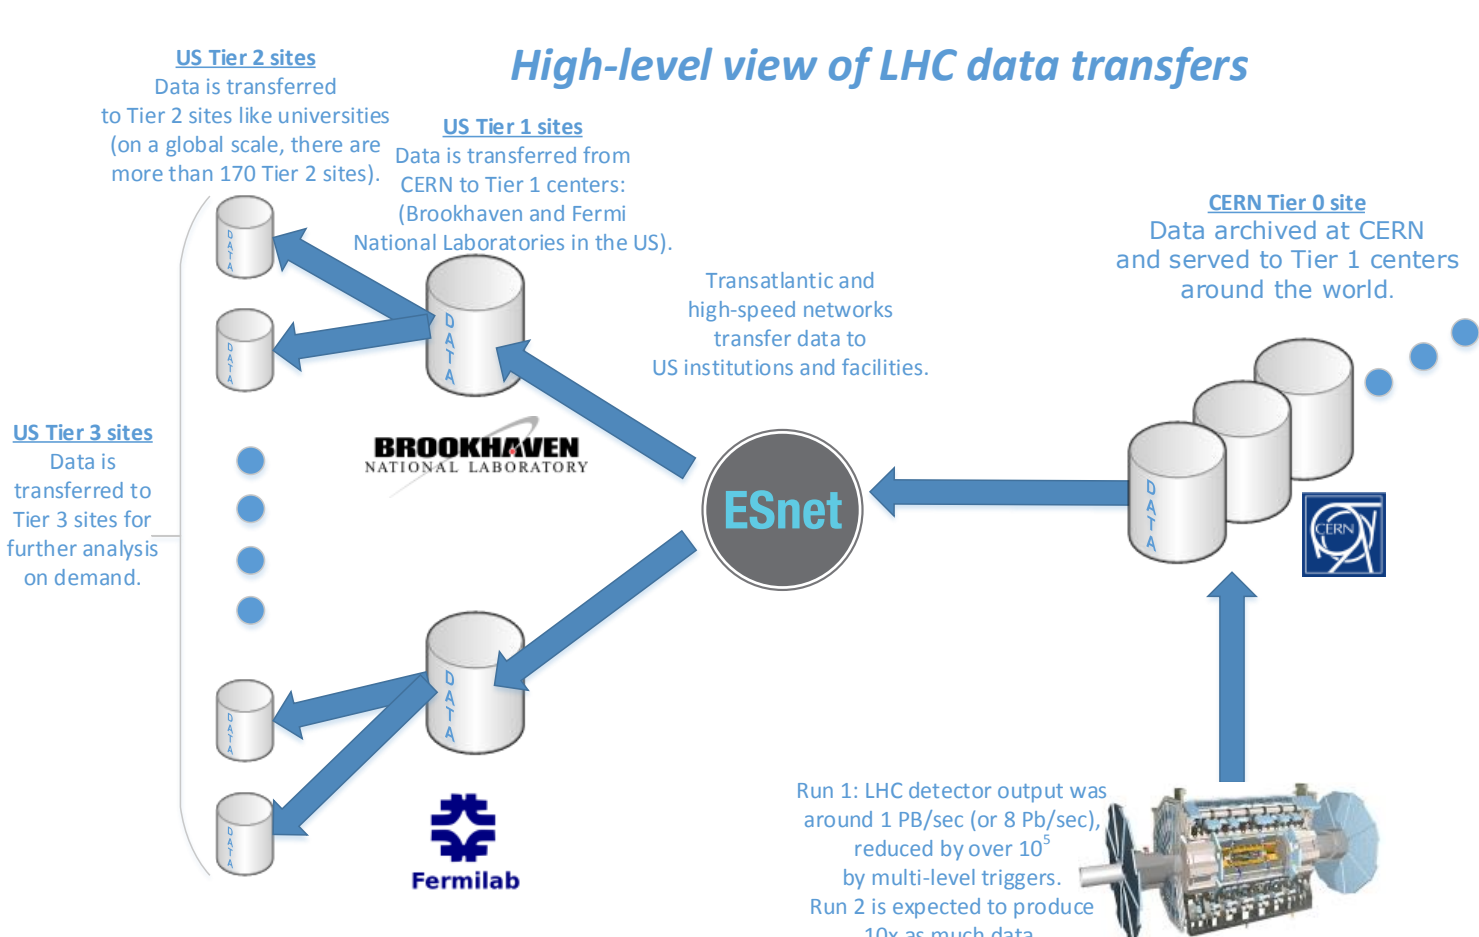 High-level view of LHC data transfers
US Tier 2 sites
Data is transferred
to Tier 2 sites like universities
(on a global scale, there are
more than 170 Tier 2 sites).
US Tier 1 sites
Data is transferred from
CERN to Tier 1 centers:
(Brookhaven and Fermi
National Laboratories in the US).
CERN Tier 0 site
Data archived at CERN
and served to Tier 1 centers
around the world.
Transatlantic and
high-speed networks
transfer data to
US institutions and facilities.
US Tier 3 sites
Data is
transferred to
Tier 3 sites for
further analysis
on demand.
DATA
DATA
DATA
BROOKHAVEN
NATIONAL LABORATORY
ESnet
DATA
CERN
DATA
DATA
DATA
Fermilab
Run 1: LHC detector output was
around 1 PB/sec (or 8 Pb/sec),
reduced by over 10⁵
by multi-level triggers.
Run 2 is expected to produce
10x as much data